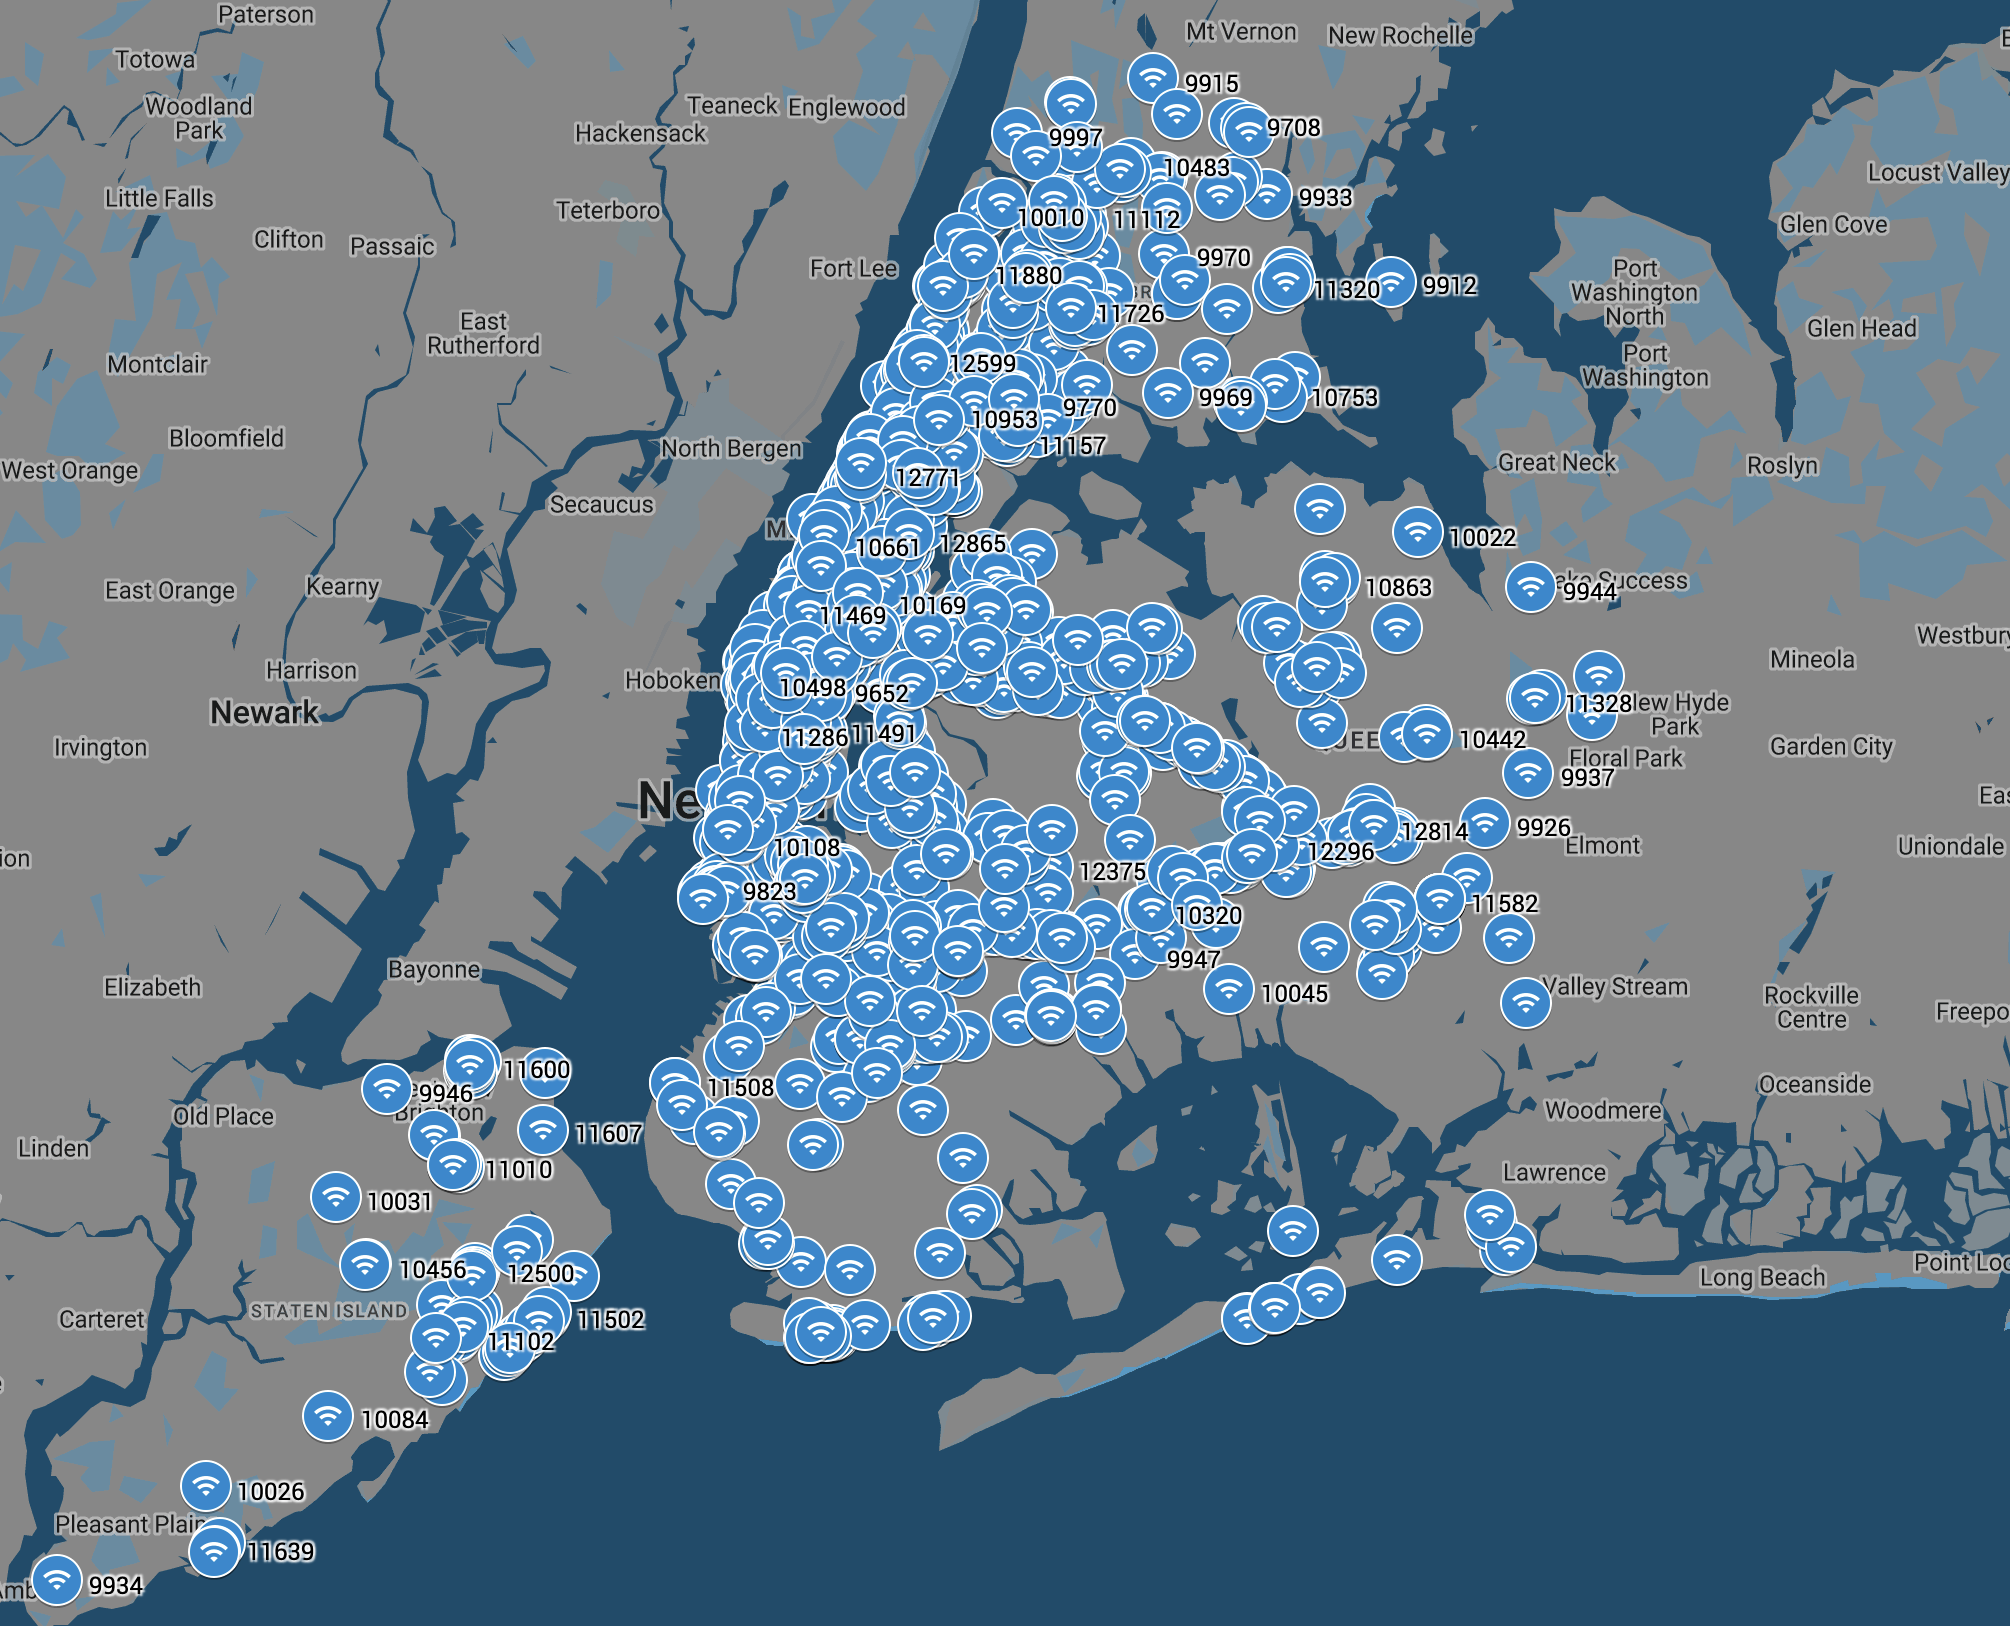 Paterson
Mt Vernon
New Rochelle
Totowa
9915
Woodland
Park
Teaneck
Englewood
Hackensack
9997
9708
10483
Locust Valley
Little Falls
Teterboro
9933
10010
11112
Glen Cove
Clifton
Passaic
9970
Fort Lee
11880
11320
9912
Port
Washington
North
11726
East
Rutherford
Glen Head
Montclair
12599
Port
Washington
9969
10753
9770
10953
Bloomfield
North Bergen
11157
West Orange
12771
Great Neck
Roslyn
Secaucus
10661
12865
10022
East Orange
Kearny
10863
Success
9944
11469
10169
Westbury
Harrison
Mineola
Hoboken
10498
9652
Newark
11328
Hyde
Park
11286
11491
10442
Irvington
Floral Park
Garden City
9937
12814
9926
Elmont
10108
12296
Uniondale
12375
9823
11582
10320
Bayonne
9947
Elizabeth
10045
Valley Stream
Rockville
Centre
11600
9946
Brighton
11508
Oceanside
Old Place
Woodmere
Linden
11607
11010
Lawrence
10031
10456
12500
Long Beach
Carteret
STATEN ISLAND
11502
11102
10084
10026
Pleasant
11639
9934